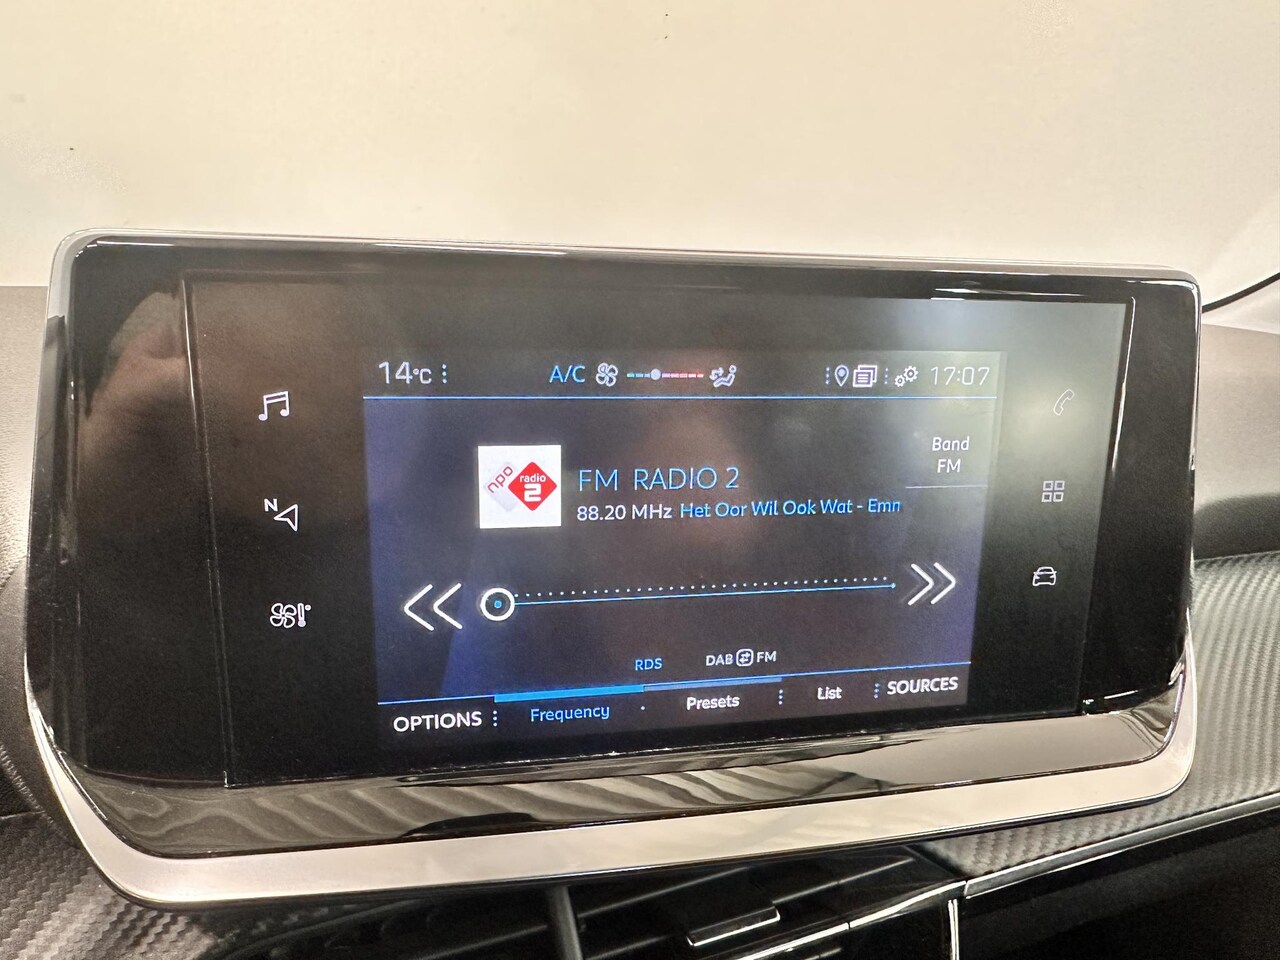 14°C A/C 17:07
N
Band
FM
npo radio 2
FM RADIO 2
88.20 MHz Het Oor Wil Ook Wat - Emn
RDS DAB FM
OPTIONS Frequency Presets List SOURCES